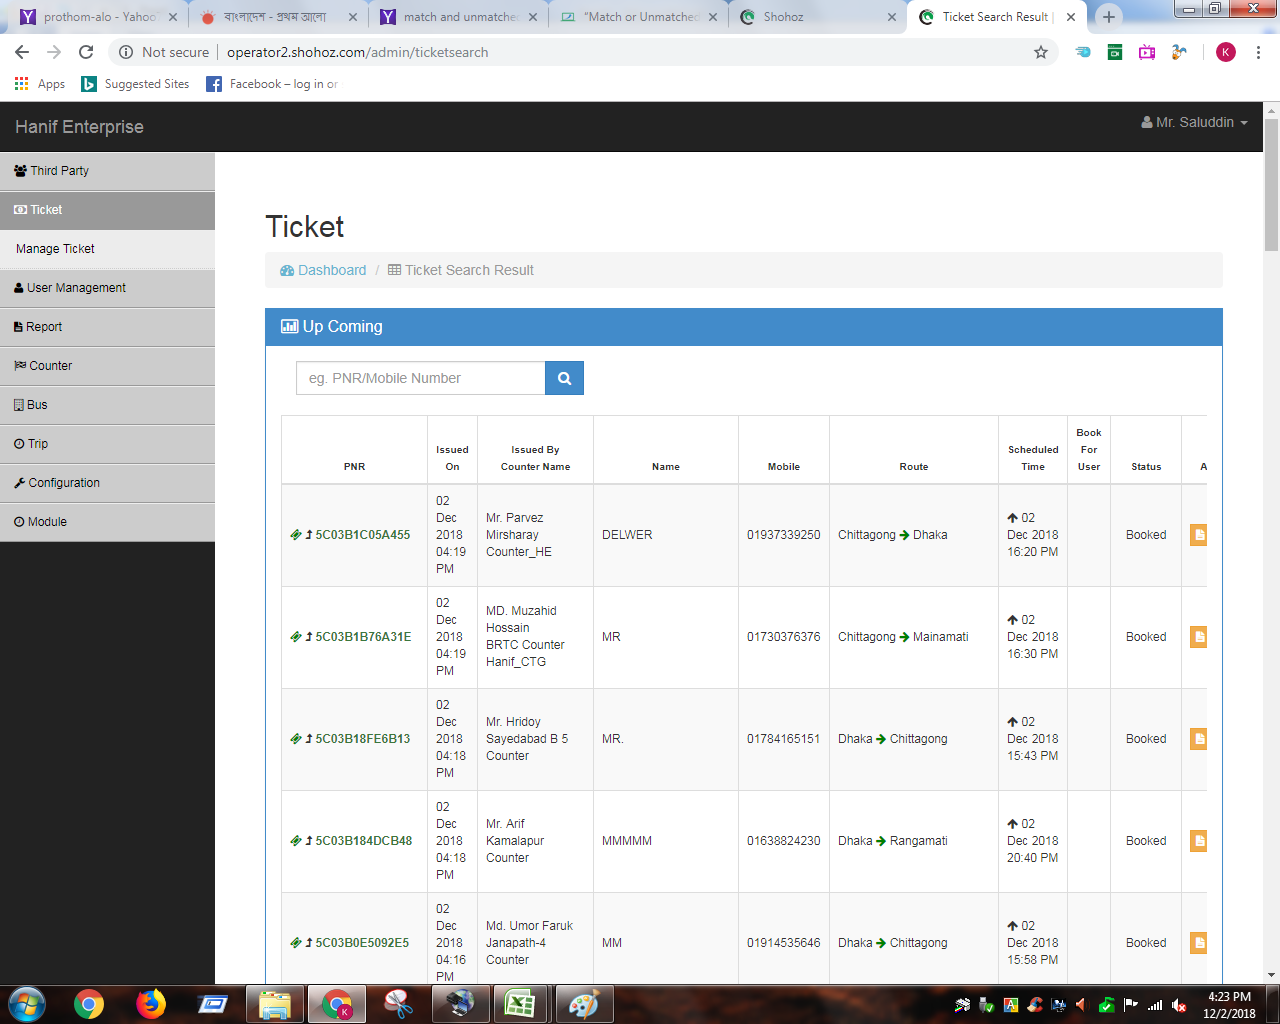 prothom-alo - Yahoo
বাংলাদেশ - প্রথম আলো
match and unmatche
"Match or Unmatched
Shohoz
Ticket Search Result |
Not secure
operator2.shohoz.com/admin/ticketsearch
K
Apps
Suggested Sites
Facebook – log in or
Hanif Enterprise
Mr. Saluddin
Third Party
Ticket
Manage Ticket
User Management
Report
Counter
Bus
Trip
Configuration
Module
Ticket
Dashboard / Ticket Search Result
Up Coming
eg. PNR/Mobile Number
PNR
Issued
On
Issued By
Counter Name
Name
Mobile
Route
Scheduled
Time
Book
For
User
Status
A
5C03B1C05A455
02
Dec
2018
04:19
PM
Mr. Parvez
Mirsharay
Counter_HE
DELWER
01937339250
Chittagong → Dhaka
02
Dec 2018
16:20 PM
Booked
5C03B1B76A31E
02
Dec
2018
04:19
PM
MD. Muzahid
Hossain
BRTC Counter
Hanif_CTG
MR
01730376376
Chittagong → Mainamati
02
Dec 2018
16:30 PM
Booked
5C03B18FE6B13
02
Dec
2018
04:18
PM
Mr. Hridoy
Sayedabad B 5
Counter
MR.
01784165151
Dhaka → Chittagong
02
Dec 2018
15:43 PM
Booked
5C03B184DCB48
02
Dec
2018
04:18
PM
Mr. Arif
Kamalapur
Counter
MMMMM
01638824230
Dhaka → Rangamati
02
Dec 2018
20:40 PM
Booked
5C03B0E5092E5
02
Dec
2018
04:16
PM
Md. Umor Faruk
Janapath-4
Counter
MM
01914535646
Dhaka → Chittagong
02
Dec 2018
15:58 PM
Booked
4:23 PM
12/2/2018